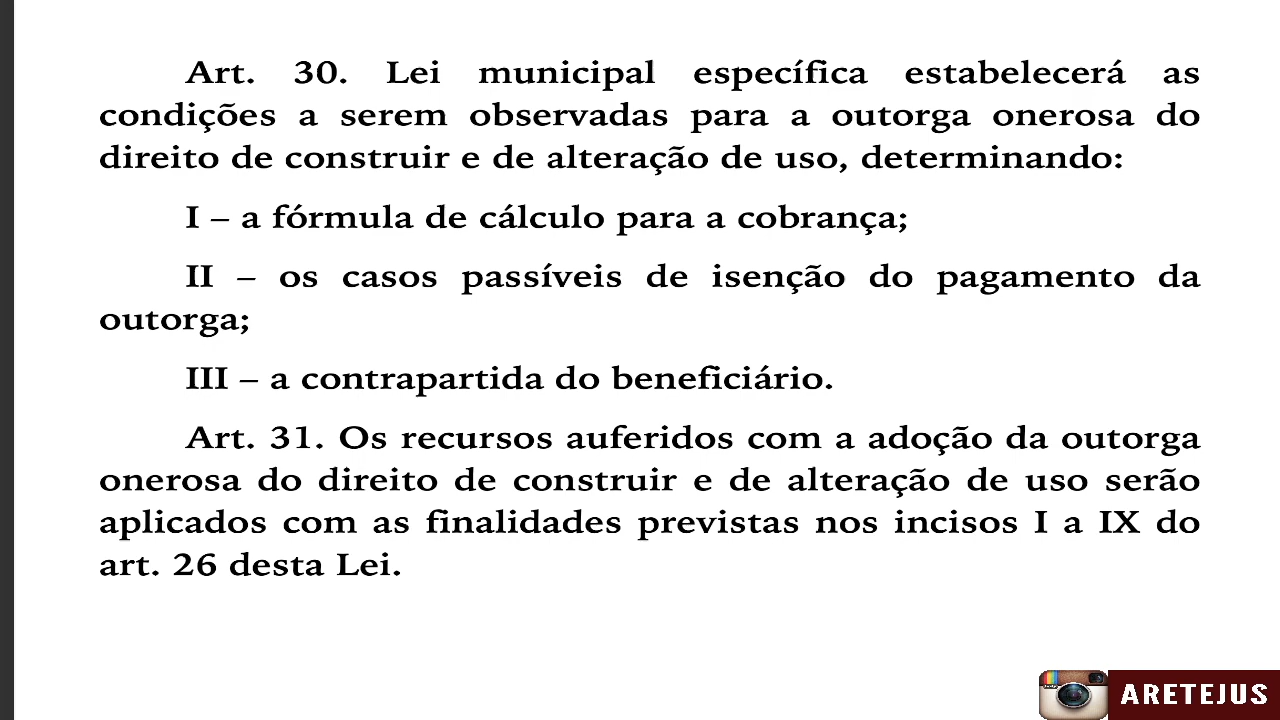 Art. 30. Lei municipal específica estabelecerá as
condições a serem observadas para a outorga onerosa do
direito de construir e de alteração de uso, determinando:
I – a fórmula de cálculo para a cobrança;
II – os casos passíveis de isenção do pagamento da
outorga;
III – a contrapartida do beneficiário.
Art. 31. Os recursos auferidos com a adoção da outorga
onerosa do direito de construir e de alteração de uso serão
aplicados com as finalidades previstas nos incisos I a IX do
art. 26 desta Lei.
ARETEJUS